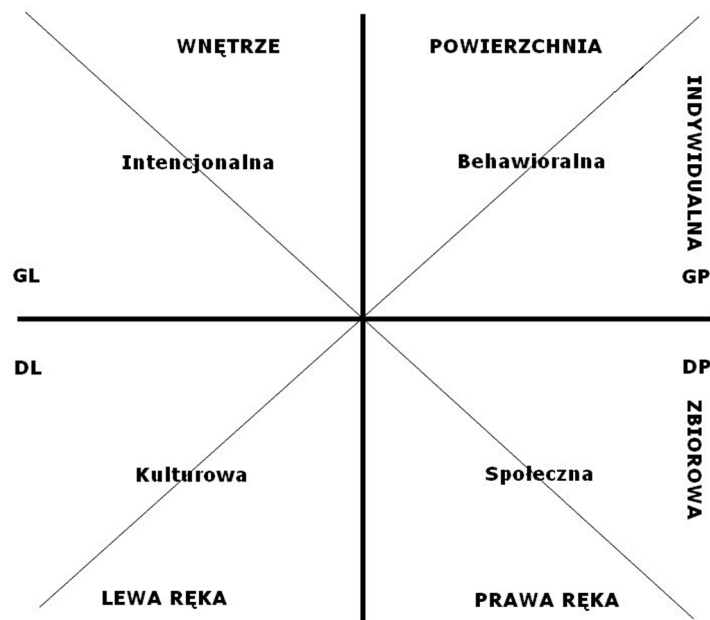 WNĘTRZE
POWIERZCHNIA
INDYWIDUALNA
Intencjonalna
Behawioralna
GL
GP
DL
DP
ZBIOROWA
Kulturowa
Społeczna
LEWA RĘKA
PRAWA RĘKA